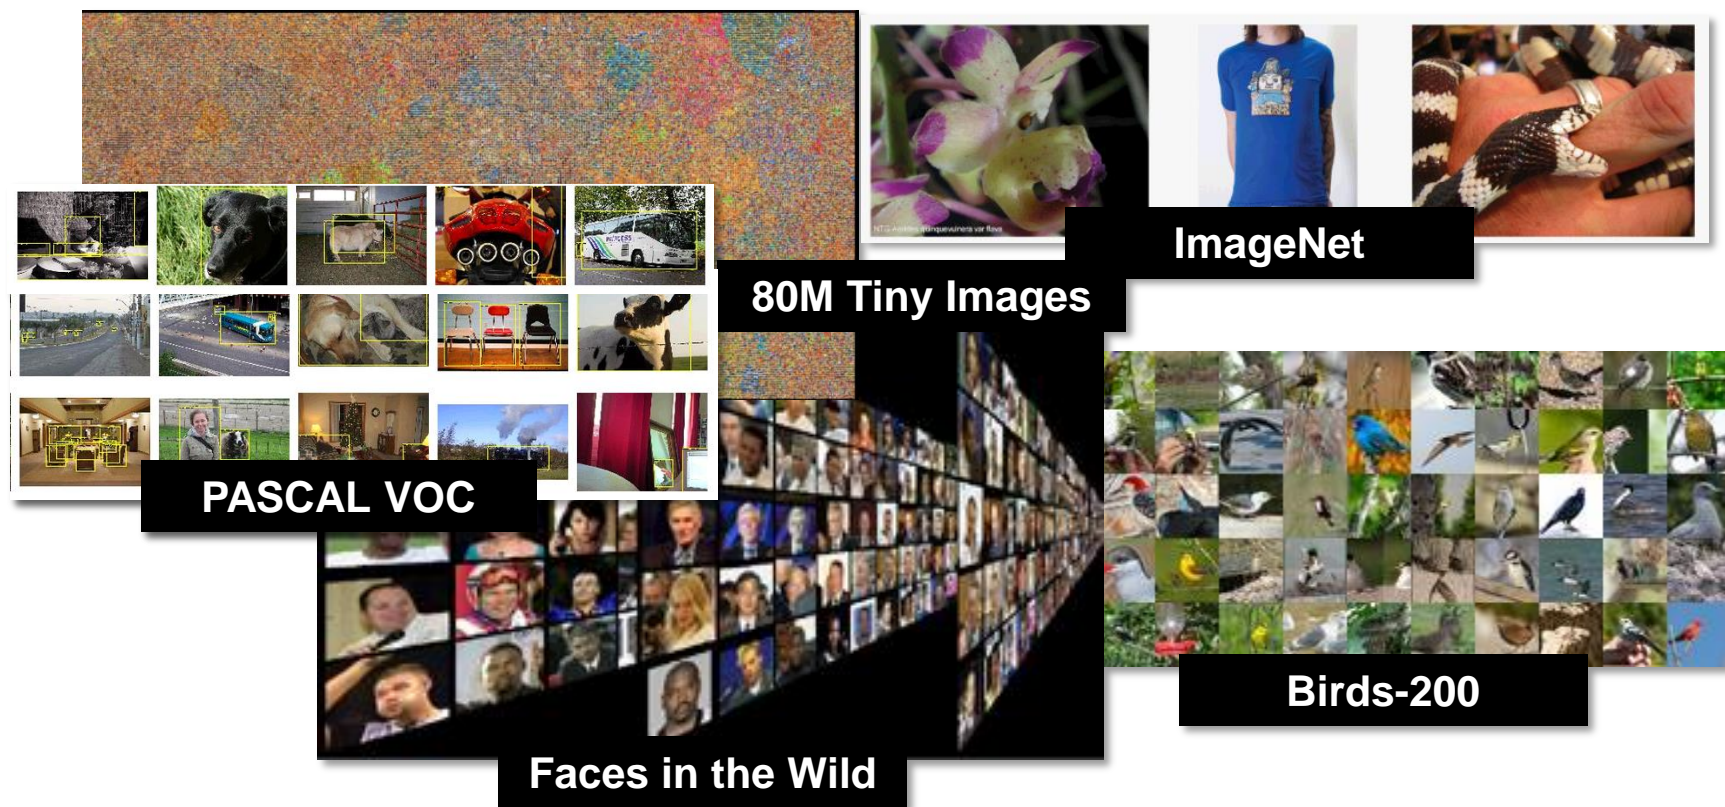 ImageNet
80M Tiny Images
PASCAL VOC
Birds-200
Faces in the Wild